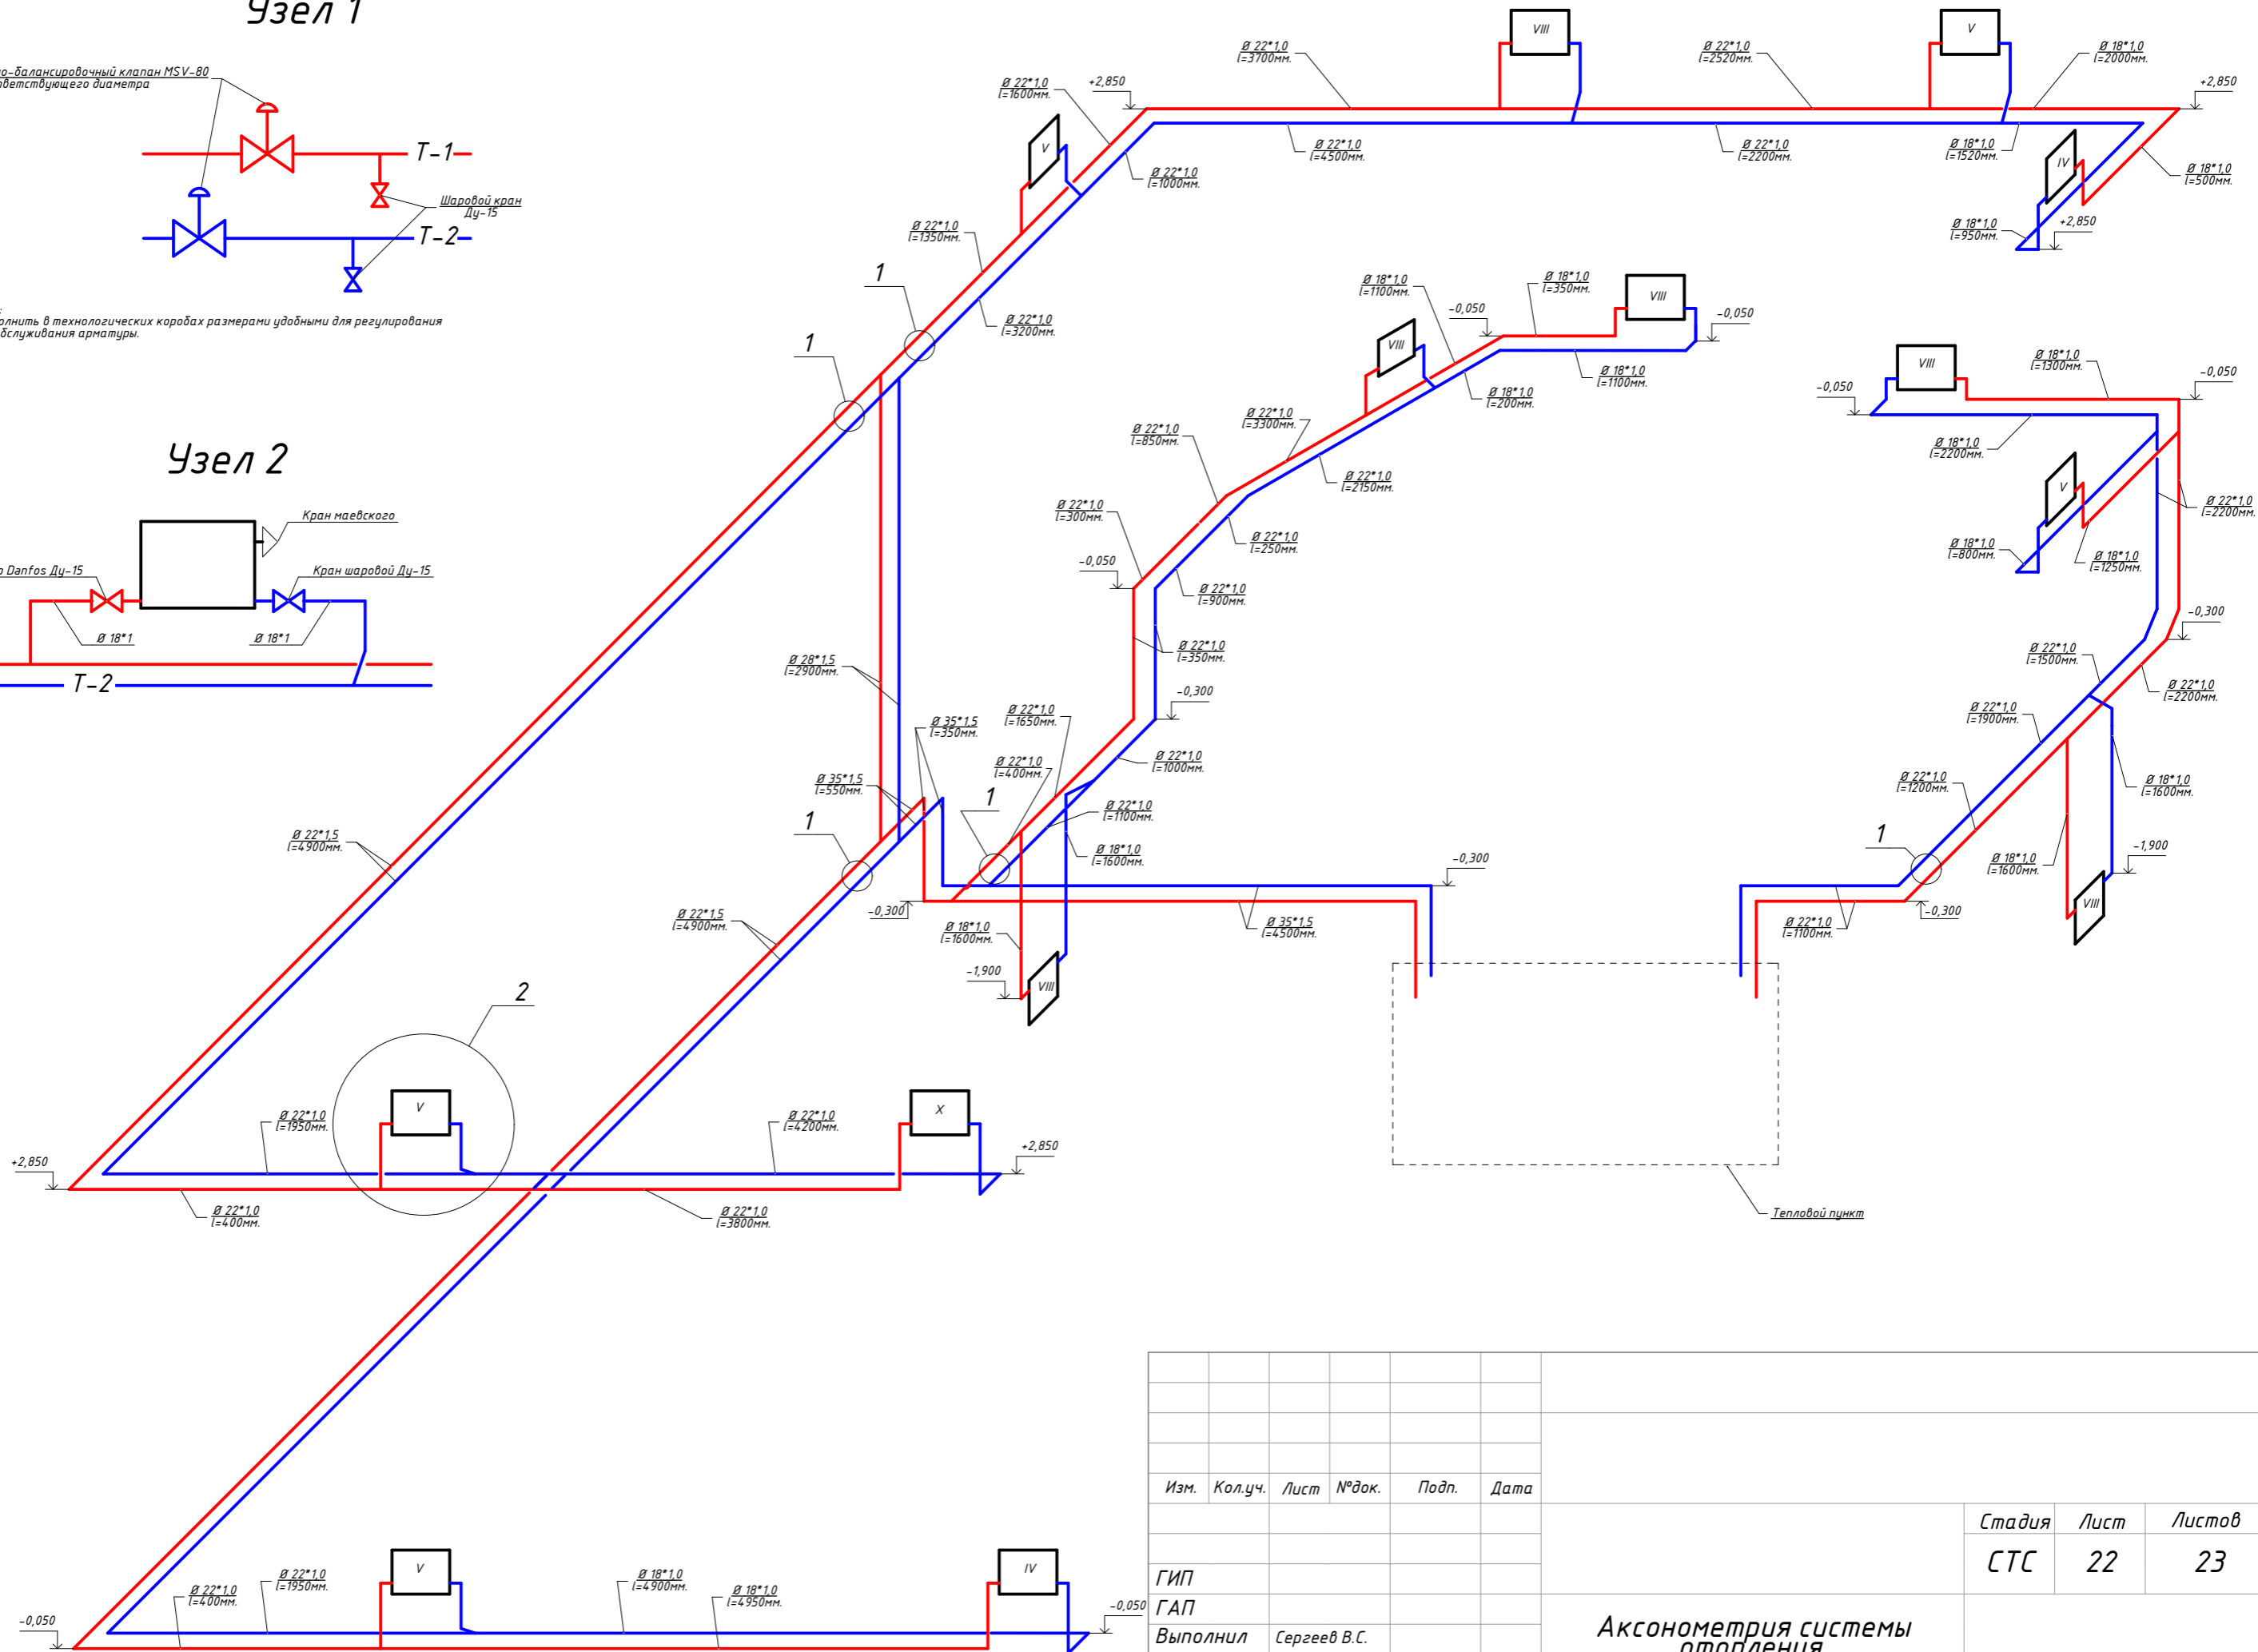 Узел 1
о-балансировочный клапан MSV-80
тветствующего диаметра
Т-1
Шаровой кран
Ду-15
Т-2
олнить в технологических коробах размерами удобными для регулирования
бслуживания арматуры.
Узел 2
Кран маевского
р Danfos Ду-15
Кран шаровой Ду-15
Ø 18*1
Ø 18*1
Т-2
VIII
V
Ø 22*1,0
l=3700мм.
Ø 22*1,0
l=2520мм.
Ø 18*1,0
l=2000мм.
Ø 22*1,0
l=1600мм.
+2,850
+2,850
V
Ø 22*1,0
l=4500мм.
Ø 22*1,0
l=2200мм.
Ø 18*1,0
l=1520мм.
IV
Ø 18*1,0
l=500мм.
Ø 22*1,0
l=1000мм.
Ø 22*1,0
l=1350мм.
Ø 18*1,0
l=950мм.
+2,850
1
Ø 22*1,0
l=3200мм.
1
Ø 18*1,0
l=1100мм.
Ø 18*1,0
l=350мм.
VIII
-0,050
-0,050
VIII
Ø 18*1,0
l=1100мм.
Ø 18*1,0
l=200мм.
VIII
Ø 18*1,0
l=1300мм.
-0,050
-0,050
Ø 22*1,0
l=3300мм.
Ø 22*1,0
l=850мм.
Ø 18*1,0
l=2200мм.
Ø 22*1,0
l=2150мм.
V
Ø 22*1,0
l=2200мм.
Ø 22*1,0
l=300мм.
Ø 22*1,0
l=250мм.
Ø 18*1,0
l=800мм.
Ø 18*1,0
l=1250мм.
-0,050
Ø 22*1,0
l=900мм.
-0,300
Ø 22*1,0
l=350мм.
Ø 28*1,5
l=2900мм.
Ø 22*1,0
l=1500мм.
Ø 22*1,0
l=2200мм.
-0,300
Ø 22*1,0
l=1650мм.
Ø 35*1,5
l=350мм.
Ø 22*1,0
l=1900мм.
Ø 22*1,0
l=400мм.
Ø 22*1,0
l=1000мм.
Ø 35*1,5
l=550мм.
Ø 22*1,0
l=1200мм.
Ø 18*1,0
l=1600мм.
1
1
Ø 22*1,0
l=1100мм.
Ø 22*1,5
l=4900мм.
1
Ø 18*1,0
l=1600мм.
-0,300
Ø 18*1,0
l=1600мм.
-1,900
VIII
-0,300
Ø 22*1,5
l=4900мм.
Ø 18*1,0
l=1600мм.
Ø 35*1,5
l=4500мм.
Ø 22*1,0
l=1100мм.
-0,300
-1,900
VIII
2
V
X
Ø 22*1,0
l=1950мм.
Ø 22*1,0
l=4200мм.
+2,850
+2,850
Ø 22*1,0
l=400мм.
Ø 22*1,0
l=3800мм.
Тепловой пункт
V
IV
Ø 22*1,0
l=400мм.
Ø 22*1,0
l=1950мм.
Ø 18*1,0
l=4900мм.
Ø 18*1,0
l=4950мм.
-0,050
-0,050
Изм. Кол.уч. Лист №док. Подп. Дата
Стадия Лист Листов
СТС 22 23
ГИП
ГАП
Выполнил Сергеев В.С.
Аксонометрия системы
отопления